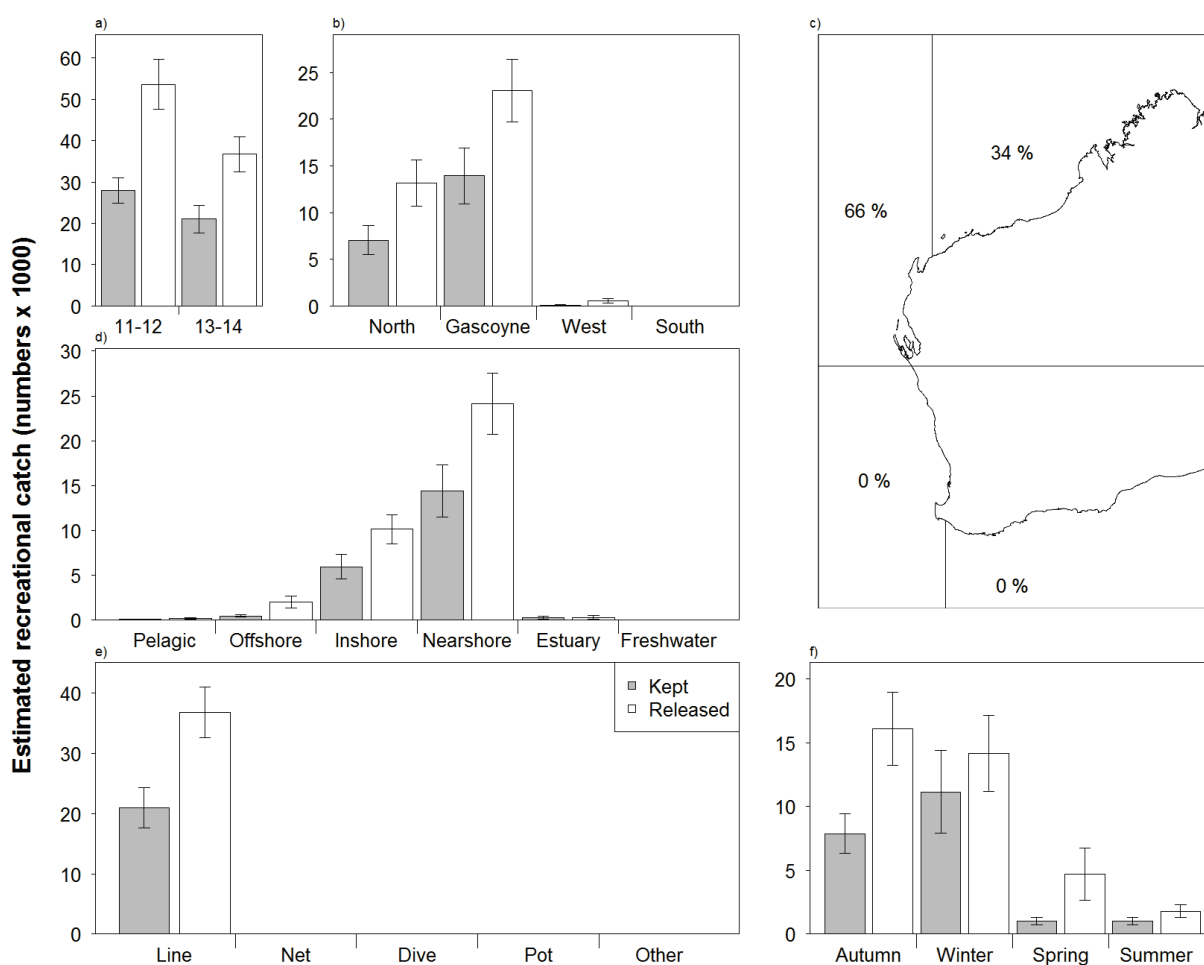 Estimated recreational catch (numbers x 1000)
a)
60
50
40
30
20
10
0
11-12 13-14
b)
25
20
15
10
5
0
North Gascoyne West South
c)
34 %
66 %
0 %
0 %
d)
30
25
20
15
10
5
0
Pelagic Offshore Inshore Nearshore Estuary Freshwater
e)
40
30
20
10
0
Kept
Released
Line Net Dive Pot Other
f)
20
15
10
5
0
Autumn Winter Spring Summer